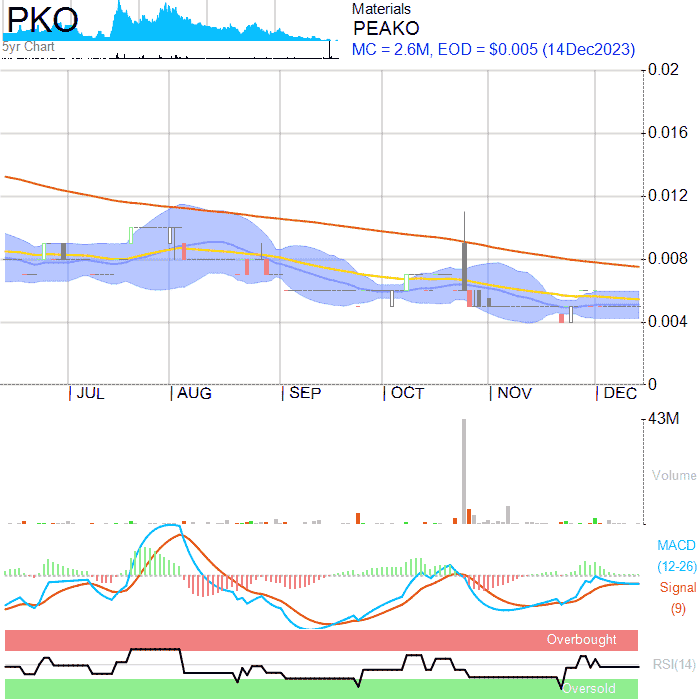 PKO
Materials
PEAKO
5yr Chart
MC = 2.6M, EOD = $0.005 (14Dec2023)
0.02
0.016
0.012
0.008
0.004
0
JUL AUG SEP OCT NOV DEC
43M
Volume
MACD
(12-26)
Signal
(9)
Overbought
RSI(14)
Oversold